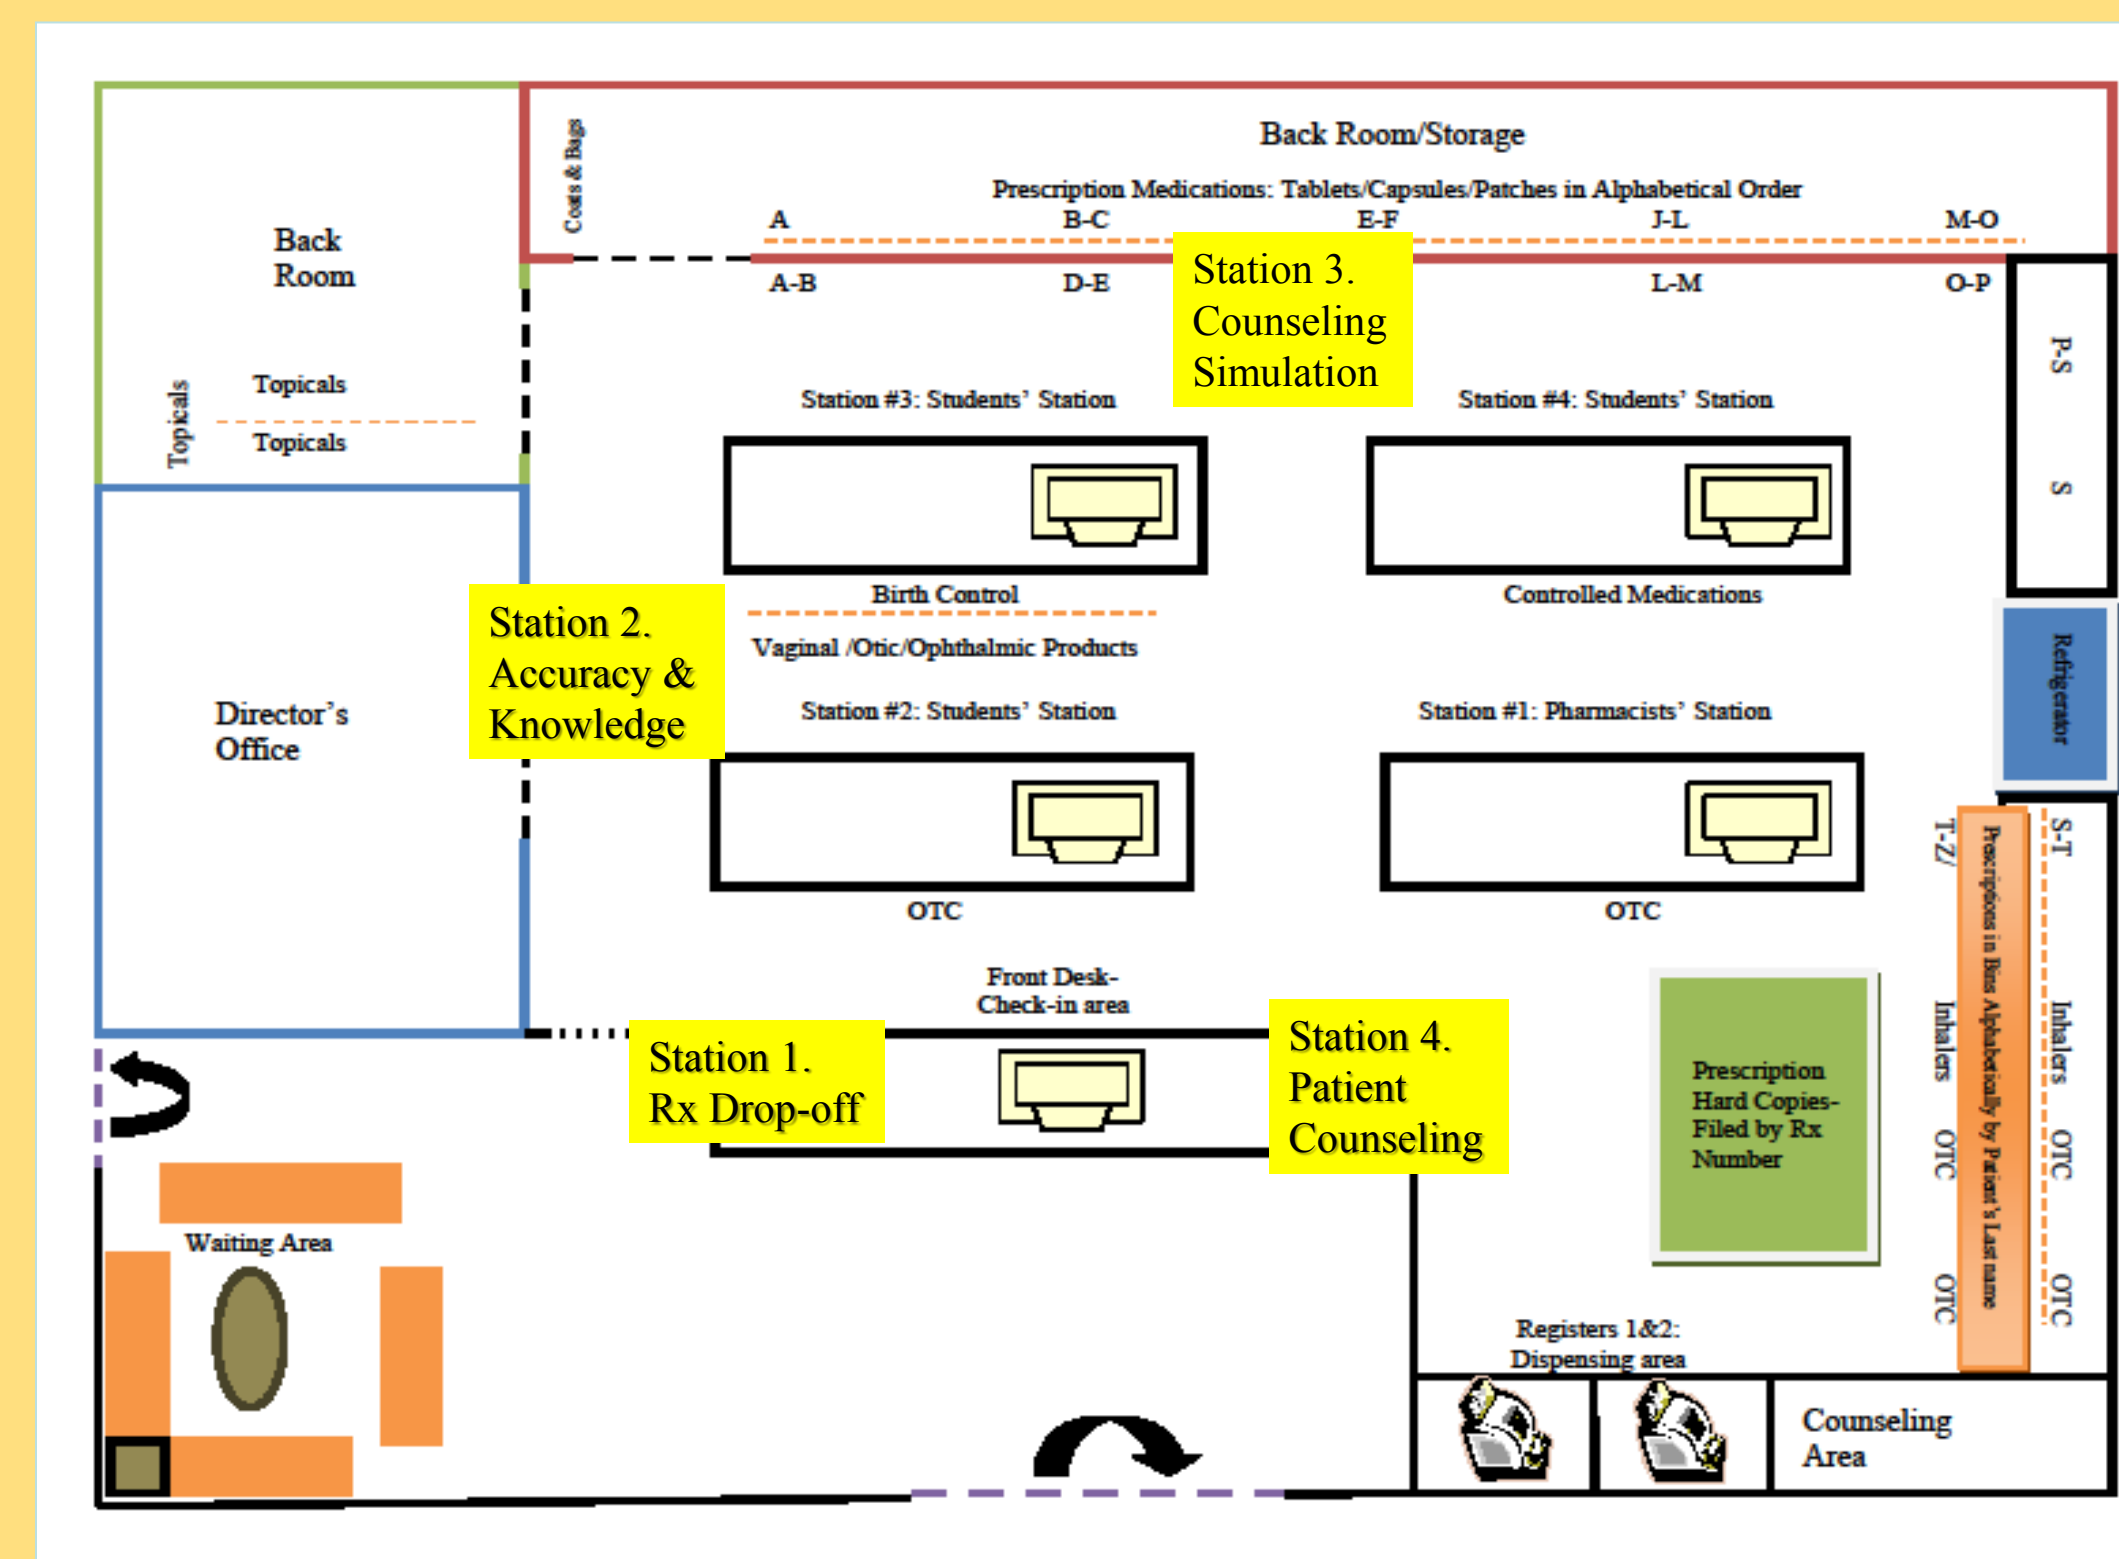 Back Room/Storage
Coats & Bags
Prescription Medications: Tablets/Capsules/Patches in Alphabetical Order
A B-C E-F J-L M-O
A-B D-E L-M O-P
Back
Room
Station 3.
Counseling
Simulation
P-S
S
Topicals
Topicals
Topicals
Station #3: Students' Station
Station #4: Students' Station
Birth Control
Controlled Medications
Station 2.
Accuracy &
Knowledge
Vaginal /Otic/Ophthalmic Products
Refrigerator
Director's
Office
Station #2: Students' Station
Station #1: Pharmacists' Station
OTC
OTC
T-Z/
Inhalers
OTC
OTC
Prescriptions in Bins Alphabetically by Patient's Last name
S-T
Inhalers
OTC
OTC
Front Desk-
Check-in area
Station 1.
Rx Drop-off
Station 4.
Patient
Counseling
Prescription
Hard Copies-
Filed by Rx
Number
Waiting Area
Registers 1&2:
Dispensing area
Counseling
Area